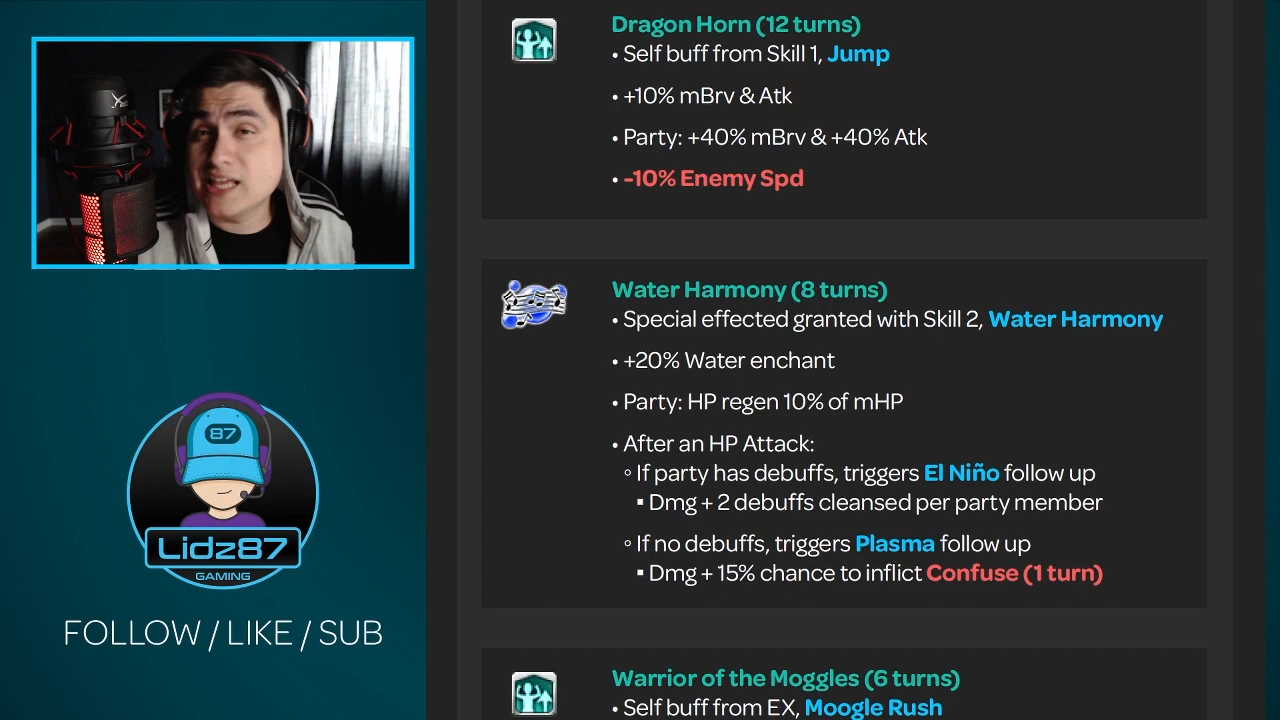 Dragon Horn (12 turns)
• Self buff from Skill 1, Jump
• +10% mBrv & Atk
• Party: +40% mBrv & +40% Atk
• -10% Enemy Spd
Water Harmony (8 turns)
• Special effected granted with Skill 2, Water Harmony
• +20% Water enchant
• Party: HP regen 10% of mHP
• After an HP Attack:
◦ If party has debuffs, triggers El Niño follow up
▪ Dmg + 2 debuffs cleansed per party member
◦ If no debuffs, triggers Plasma follow up
▪ Dmg + 15% chance to inflict Confuse (1 turn)
Warrior of the Moggles (6 turns)
• Self buff from EX, Moogle Rush
87
Lidz87
GAMING
FOLLOW / LIKE / SUB